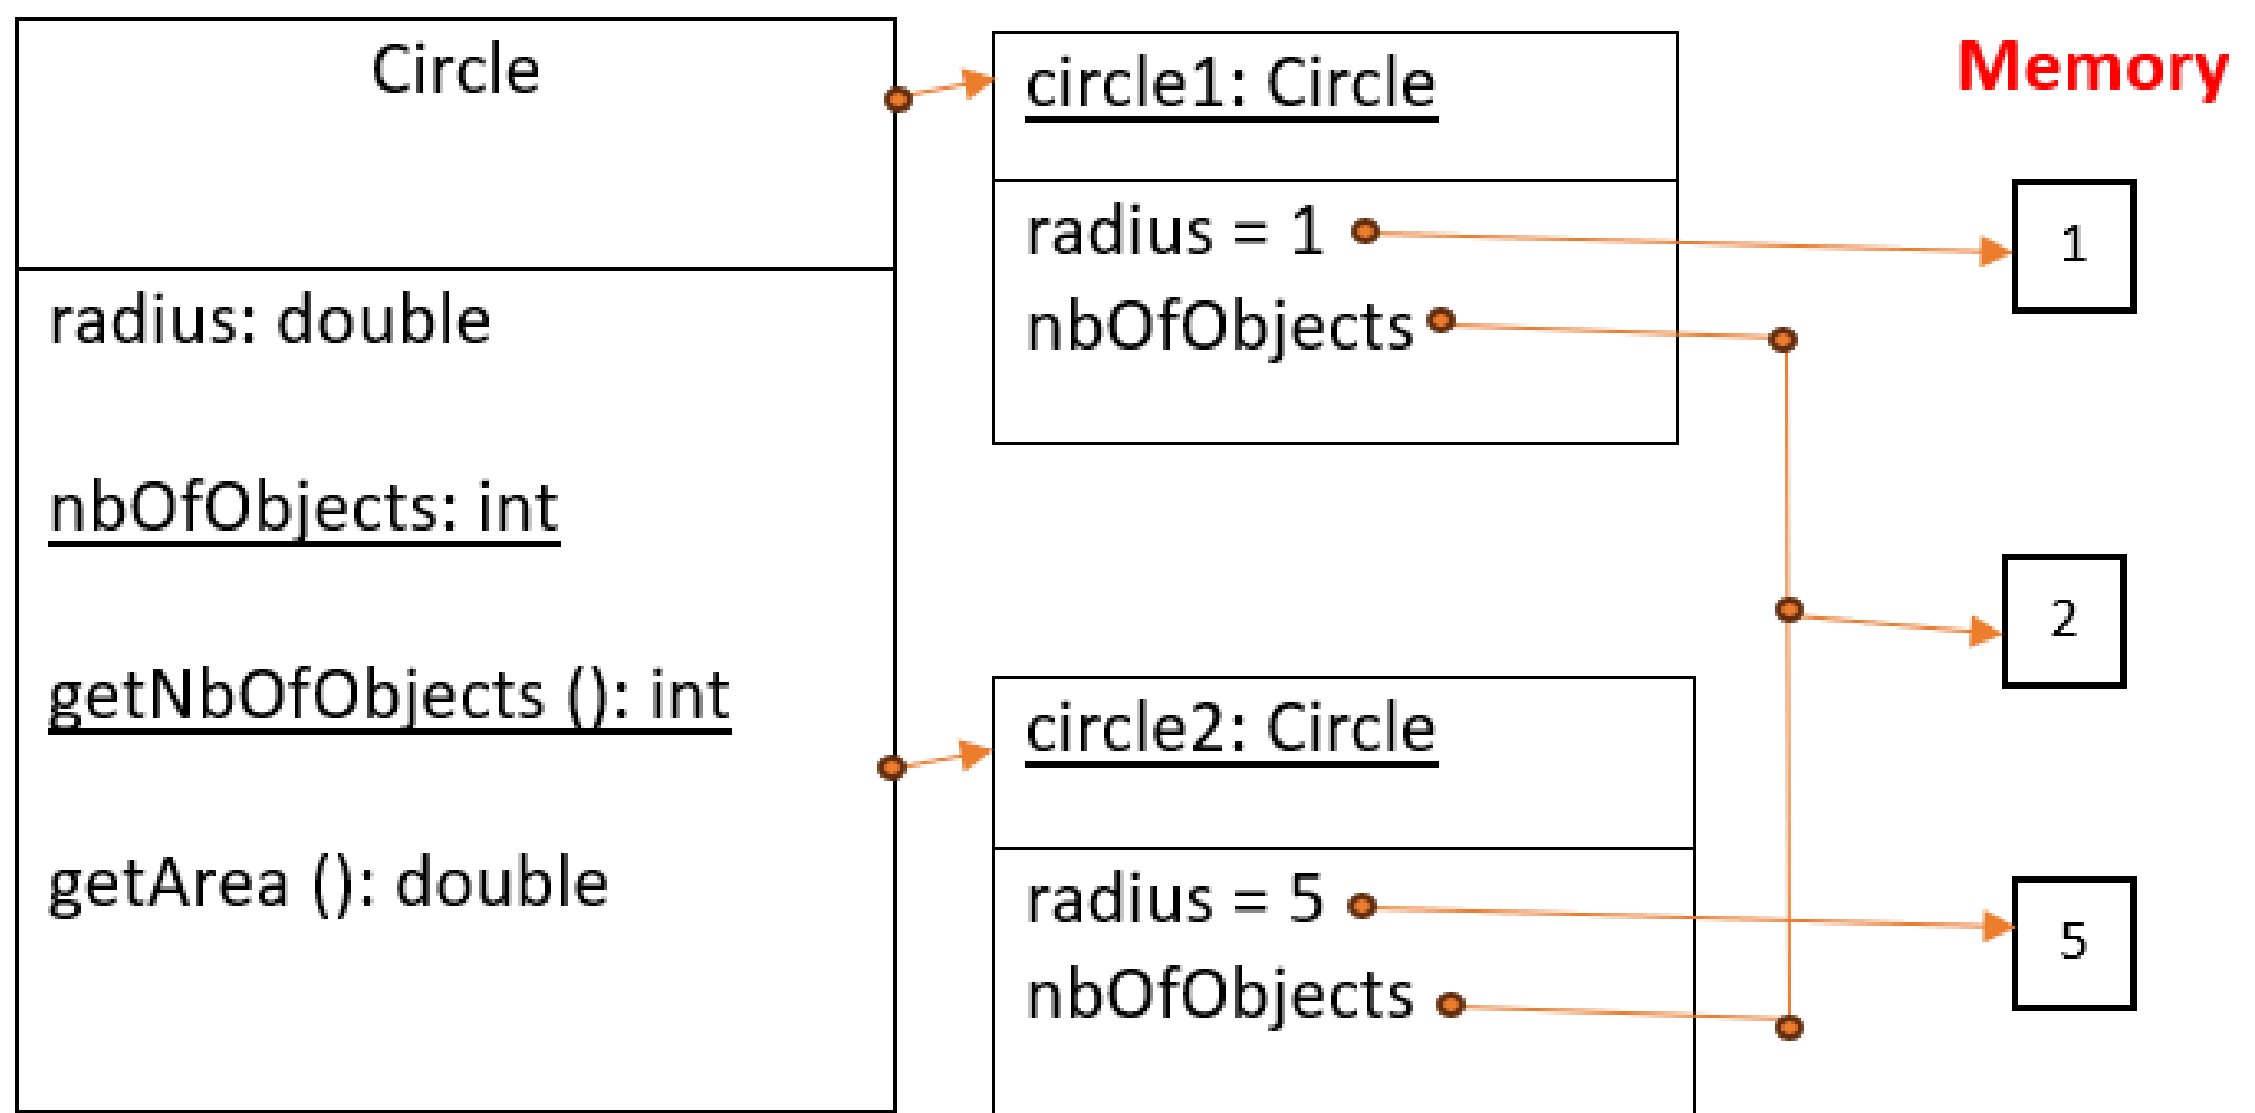 Circle
radius: double
nbOfObjects: int
getNbOfObjects (): int
getArea (): double
circle1: Circle
radius = 1
nbOfObjects
circle2: Circle
radius = 5
nbOfObjects
Memory
1
2
5